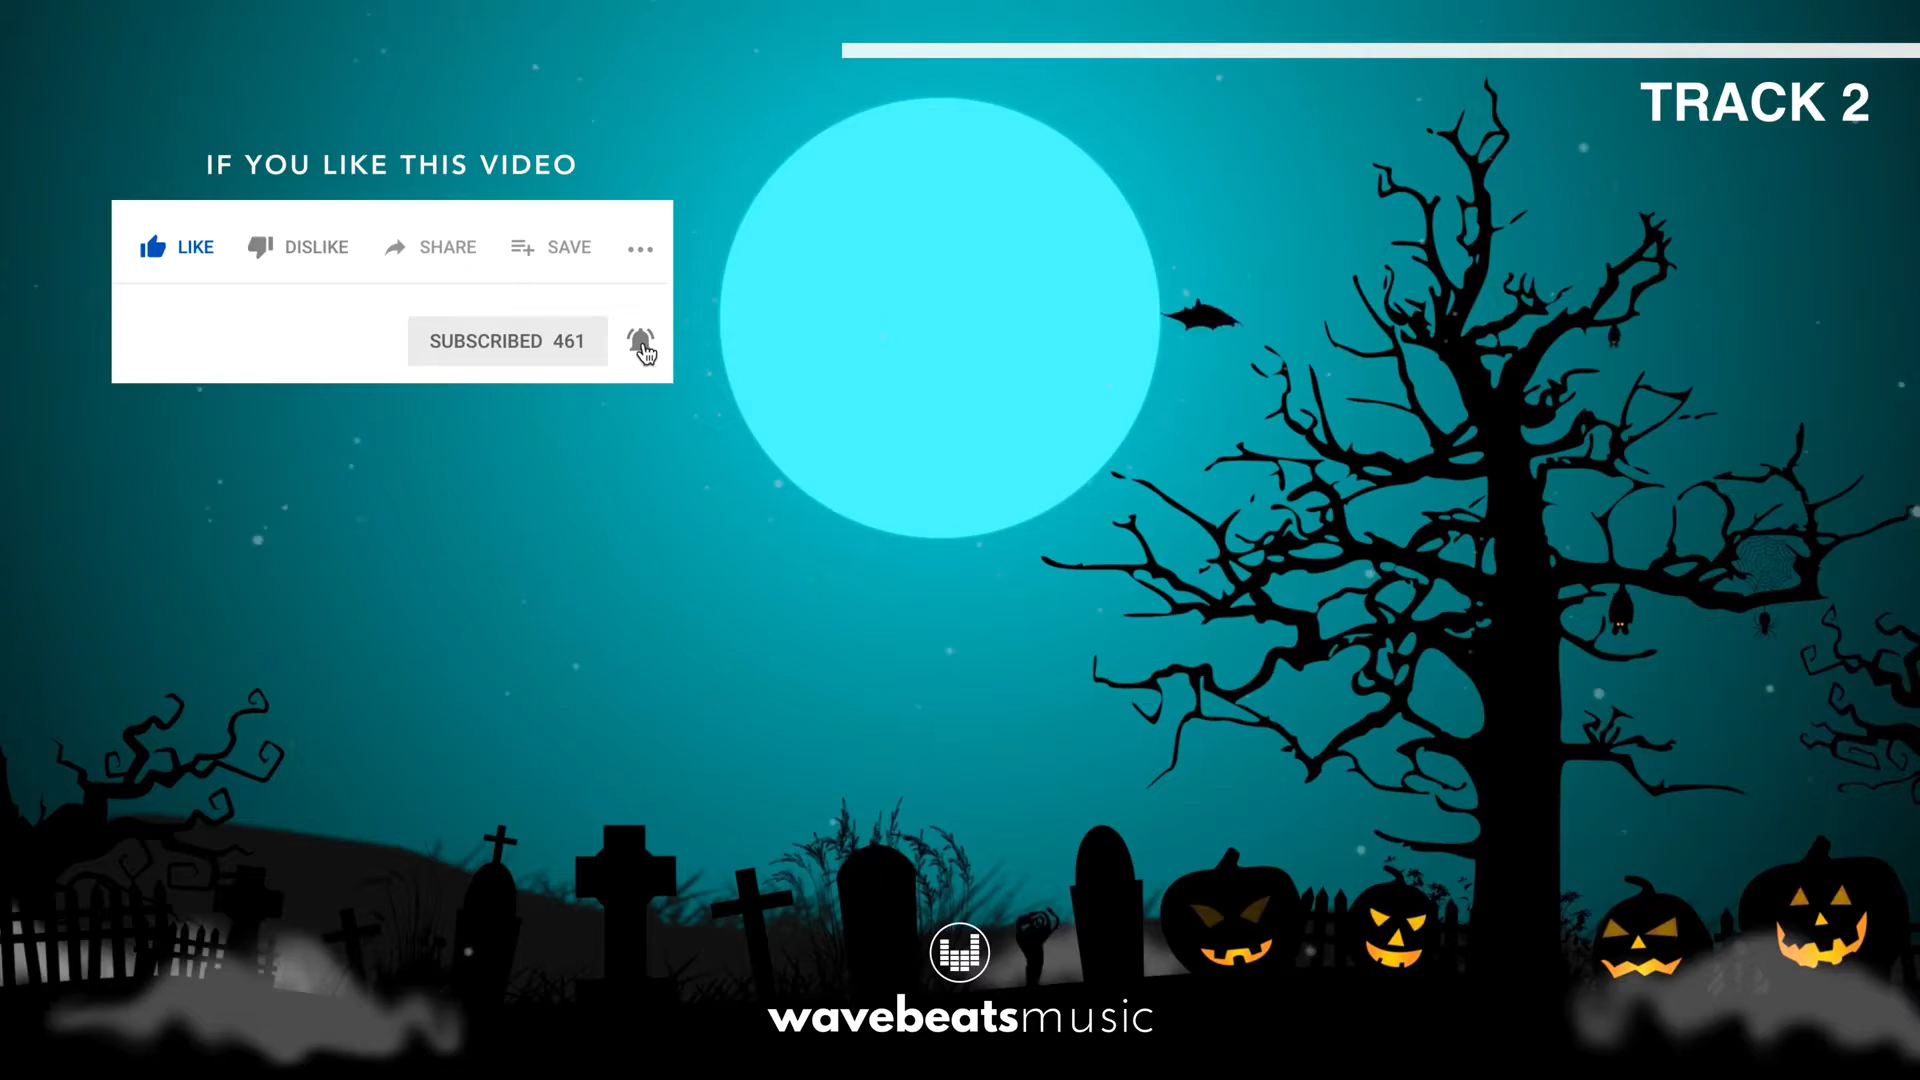 TRACK 2
IF YOU LIKE THIS VIDEO
LIKE DISLIKE SHARE SAVE
SUBSCRIBED 461
wavebeatsmusic